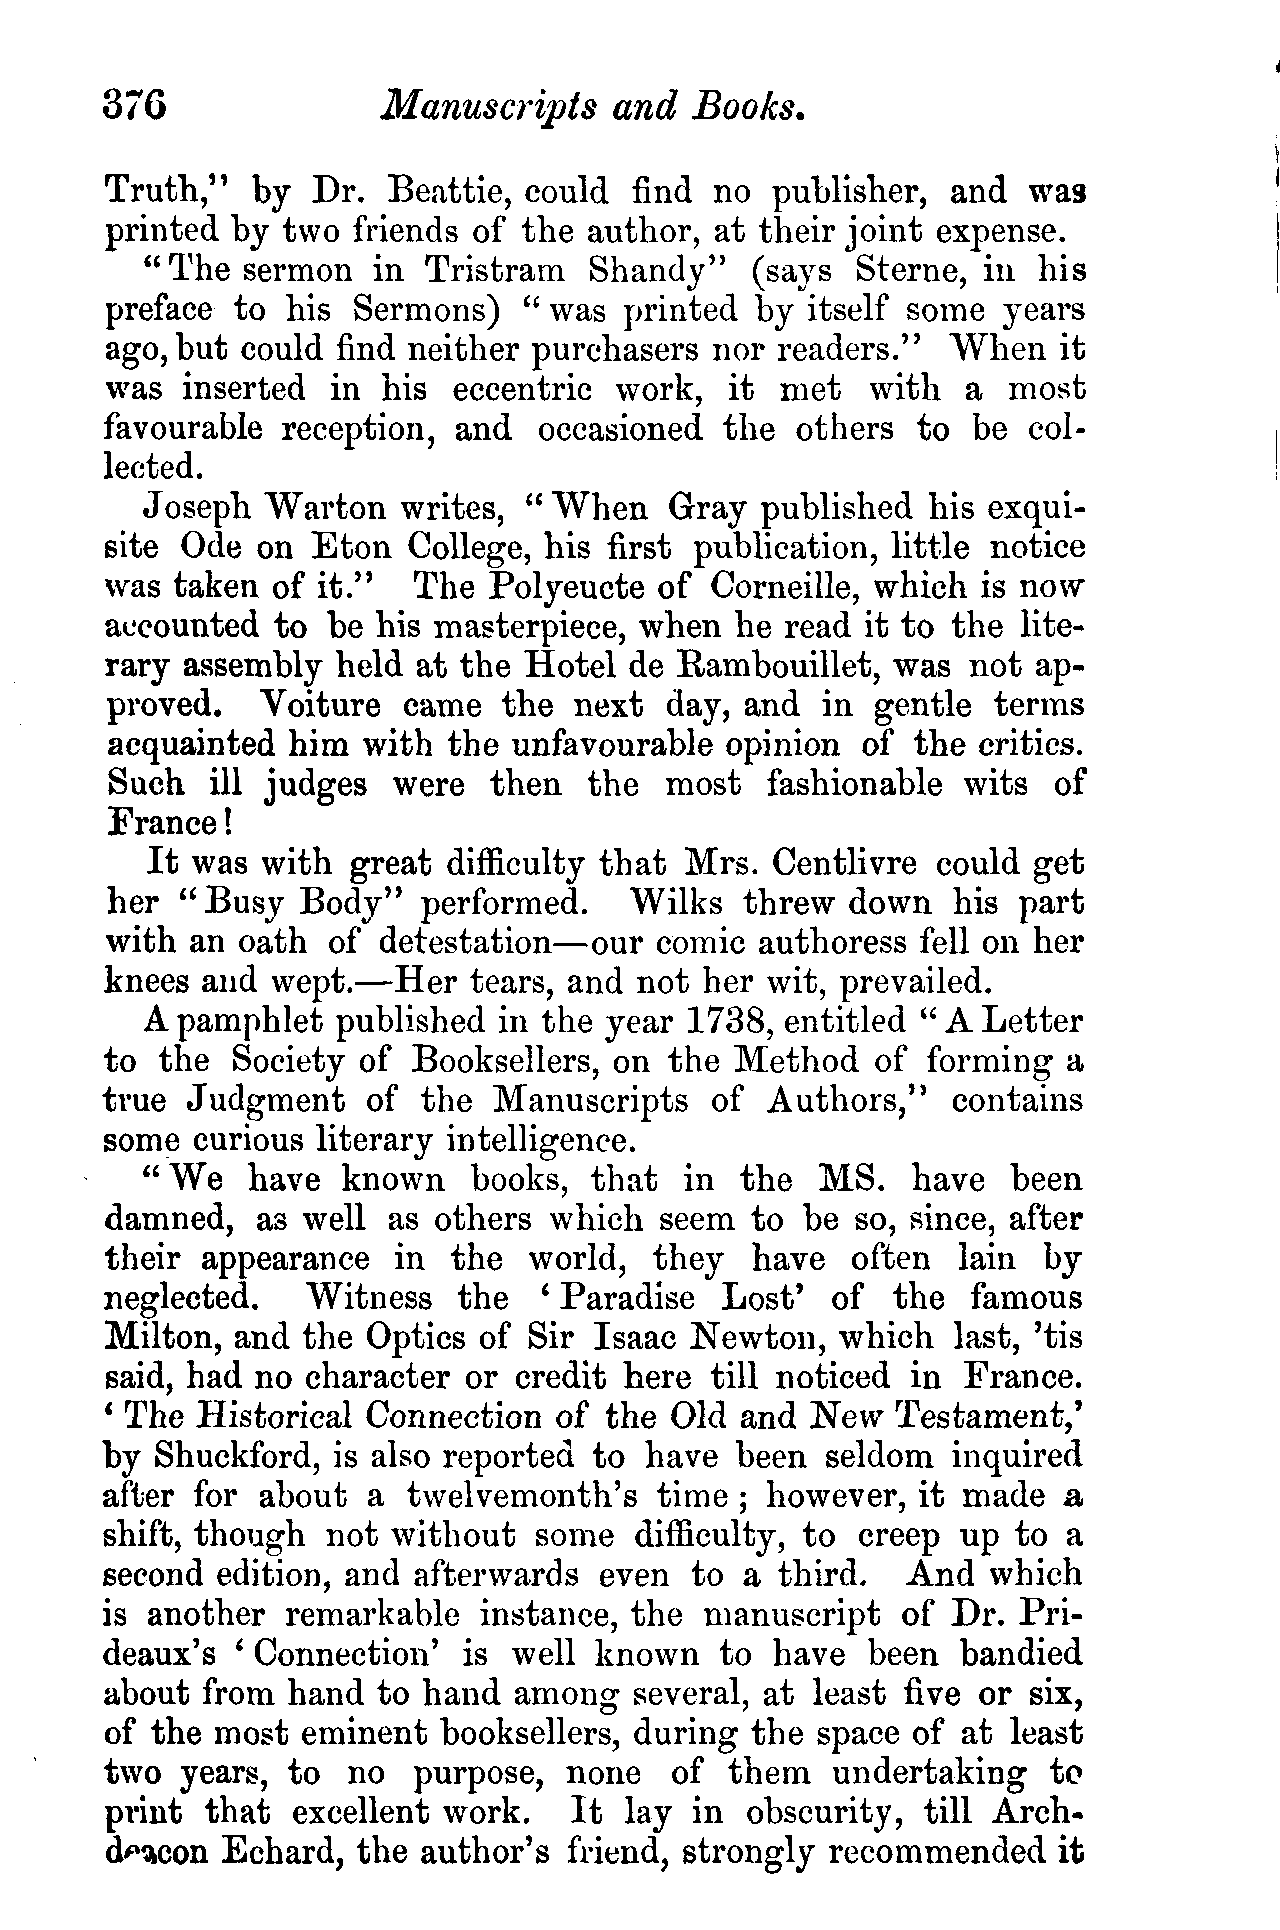 376 Manuscripts and Books.
Truth,” by Dr. Beattie, could find no publisher, and was
printed by two friends of the author, at their joint expense.
“The sermon in Tristram Shandy” (says Sterne, in his
preface to his Sermons) “was printed by itself some years
ago, but could find neither purchasers nor readers.” When it
was inserted in his eccentric work, it met with a most
favourable reception, and occasioned the others to be col-
lected.
Joseph Warton writes, “When Gray published his exqui-
site Ode on Eton College, his first publication, little notice
was taken of it.” The Polyeucte of Corneille, which is now
accounted to be his masterpiece, when he read it to the lite-
rary assembly held at the Hotel de Rambouillet, was not ap-
proved. Voiture came the next day, and in gentle terms
acquainted him with the unfavourable opinion of the critics.
Such ill judges were then the most fashionable wits of
France!
It was with great difficulty that Mrs. Centlivre could get
her “Busy Body” performed. Wilks threw down his part
with an oath of detestation—our comic authoress fell on her
knees and wept.—Her tears, and not her wit, prevailed.
A pamphlet published in the year 1738, entitled “A Letter
to the Society of Booksellers, on the Method of forming a
true Judgment of the Manuscripts of Authors,” contains
some curious literary intelligence.
“We have known books, that in the MS. have been
damned, as well as others which seem to be so, since, after
their appearance in the world, they have often lain by
neglected. Witness the ‘Paradise Lost’ of the famous
Milton, and the Optics of Sir Isaac Newton, which last, ’tis
said, had no character or credit here till noticed in France.
‘The Historical Connection of the Old and New Testament,’
by Shuckford, is also reported to have been seldom inquired
after for about a twelvemonth’s time; however, it made a
shift, though not without some difficulty, to creep up to a
second edition, and afterwards even to a third. And which
is another remarkable instance, the manuscript of Dr. Pri-
deaux’s ‘Connection’ is well known to have been bandied
about from hand to hand among several, at least five or six,
of the most eminent booksellers, during the space of at least
two years, to no purpose, none of them undertaking to
print that excellent work. It lay in obscurity, till Arch-
deacon Echard, the author’s friend, strongly recommended it